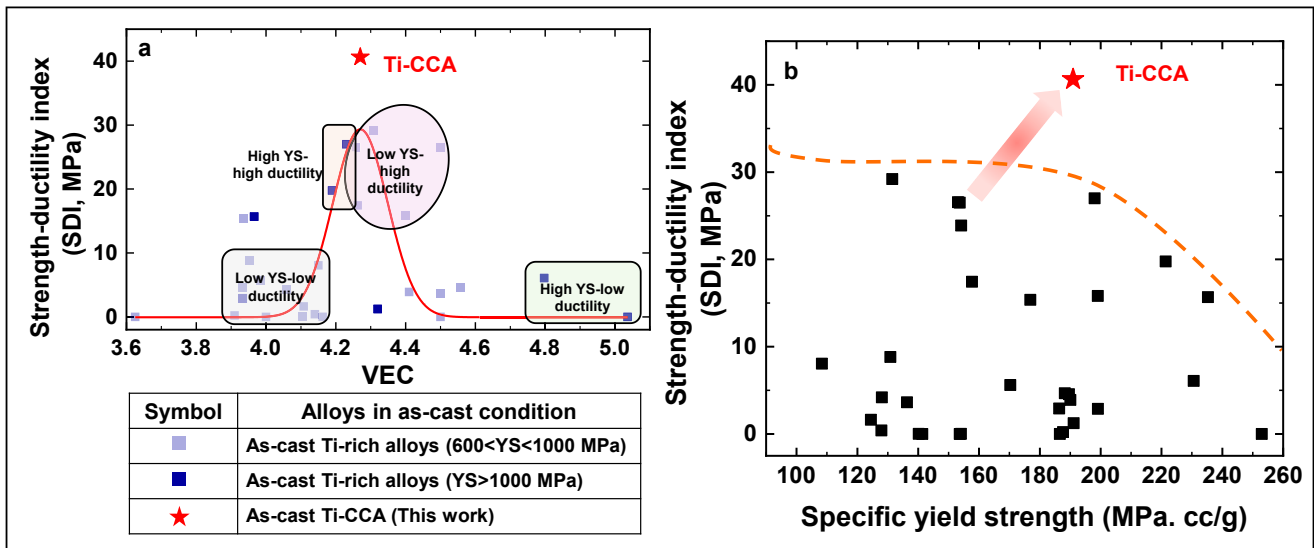 a
Strength-ductility index
(SDI, MPa)
40
30
20
10
0
Ti-CCA
High YS-
high ductility
Low YS-
high
ductility
Low YS-low
ductility
High YS-low
ductility
3.6 3.8 4.0 4.2 4.4 4.6 4.8 5.0
VEC
Symbol Alloys in as-cast condition
As-cast Ti-rich alloys (600<YS<1000 MPa)
As-cast Ti-rich alloys (YS>1000 MPa)
As-cast Ti-CCA (This work)
b
Strength-ductility index
(SDI, MPa)
40
30
20
10
0
Ti-CCA
100 120 140 160 180 200 220 240 260
Specific yield strength (MPa. cc/g)